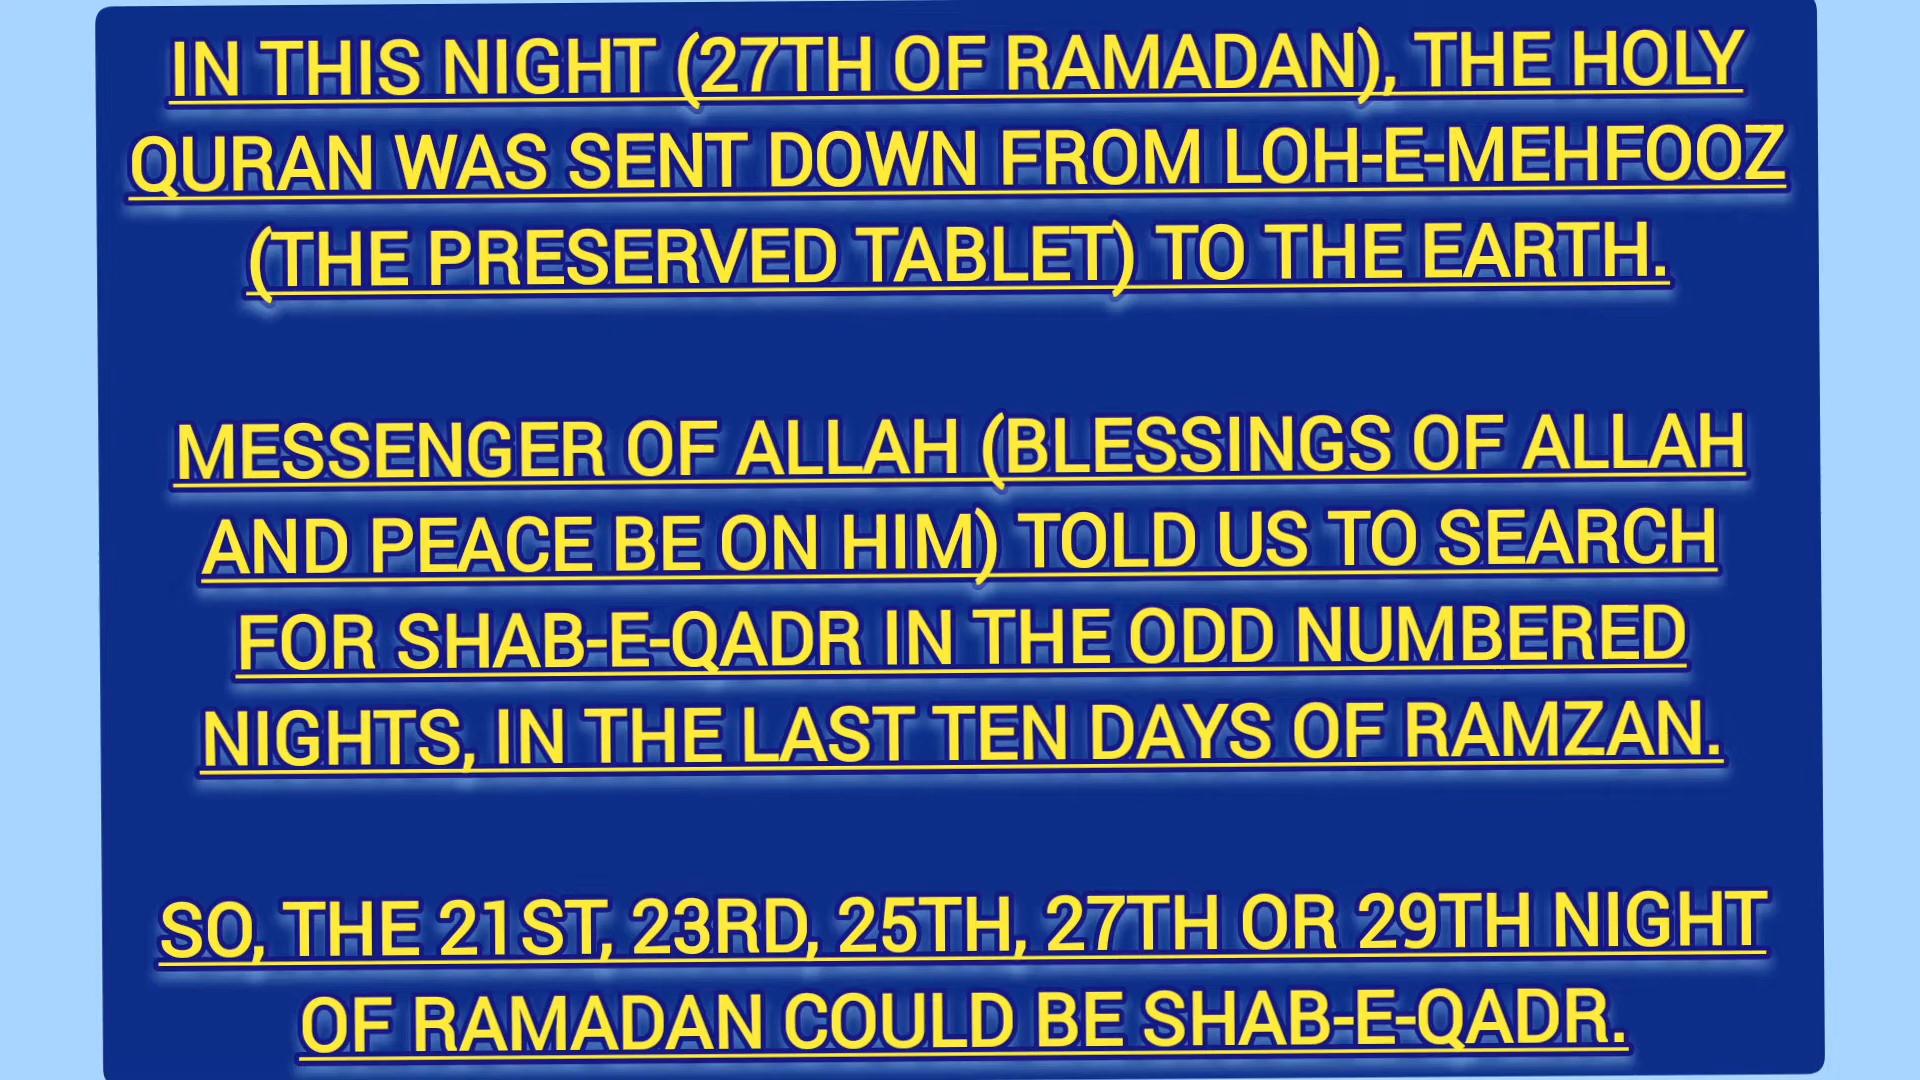 IN THIS NIGHT (27TH OF RAMADAN), THE HOLY
QURAN WAS SENT DOWN FROM LOH-E-MEHFOOZ
(THE PRESERVED TABLET) TO THE EARTH.
MESSENGER OF ALLAH (BLESSINGS OF ALLAH
AND PEACE BE ON HIM) TOLD US TO SEARCH
FOR SHAB-E-QADR IN THE ODD NUMBERED
NIGHTS, IN THE LAST TEN DAYS OF RAMZAN.
SO, THE 21ST, 23RD, 25TH, 27TH OR 29TH NIGHT
OF RAMADAN COULD BE SHAB-E-QADR.